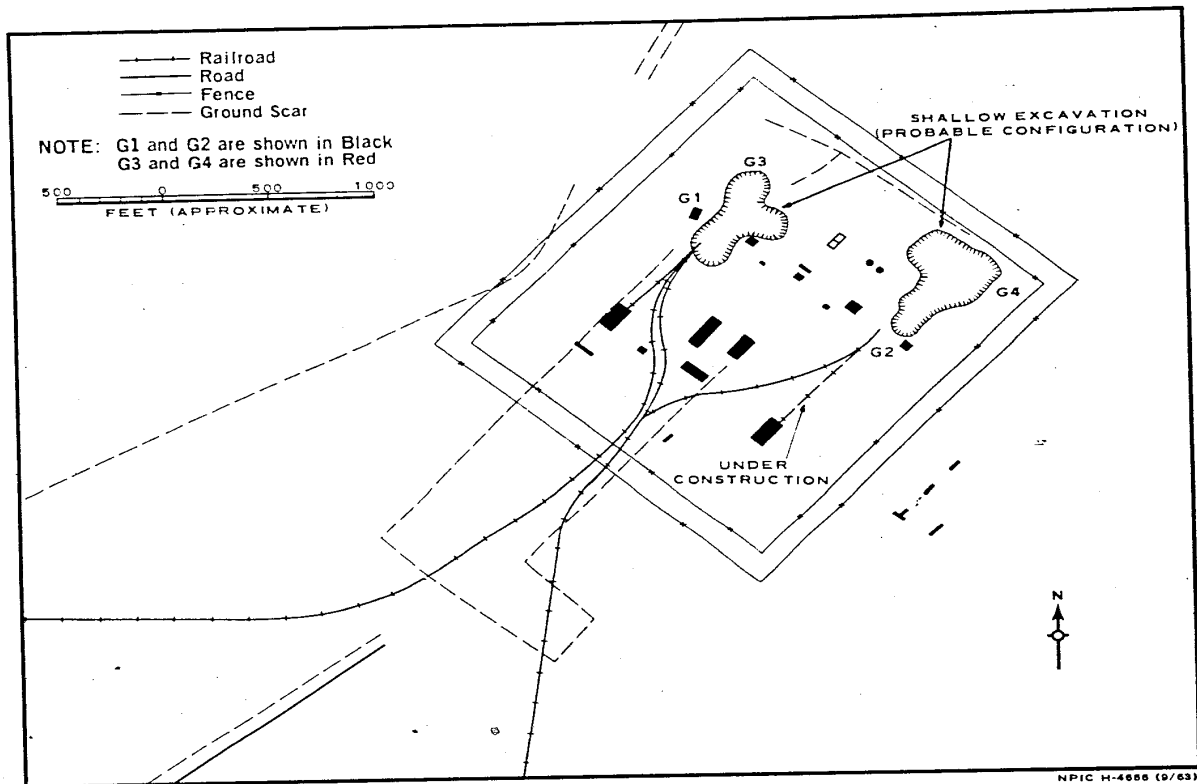 Railroad
Road
Fence
Ground Scar
NOTE: G1 and G2 are shown in Black
G3 and G4 are shown in Red
500 0 500 1000
FEET (APPROXIMATE)
SHALLOW EXCAVATION
(PROBABLE CONFIGURATION)
G3
G1
G4
G2
UNDER
CONSTRUCTION
N
NPIC H-4666 (9/63)